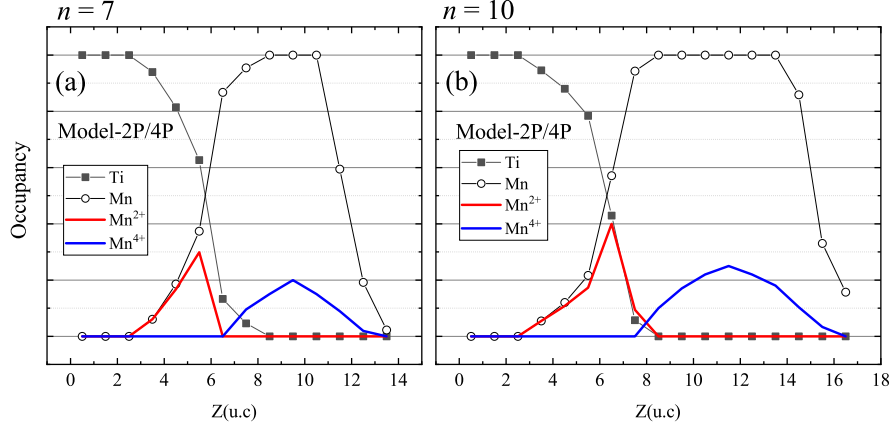 n = 7
n = 10
Occupancy
(a)
Model-2P/4P
Ti
Mn
Mn²⁺
Mn⁴⁺
0 2 4 6 8 10 12 14
Z(u.c)
(b)
Model-2P/4P
Ti
Mn
Mn²⁺
Mn⁴⁺
0 2 4 6 8 10 12 14 16 18
Z(u.c)